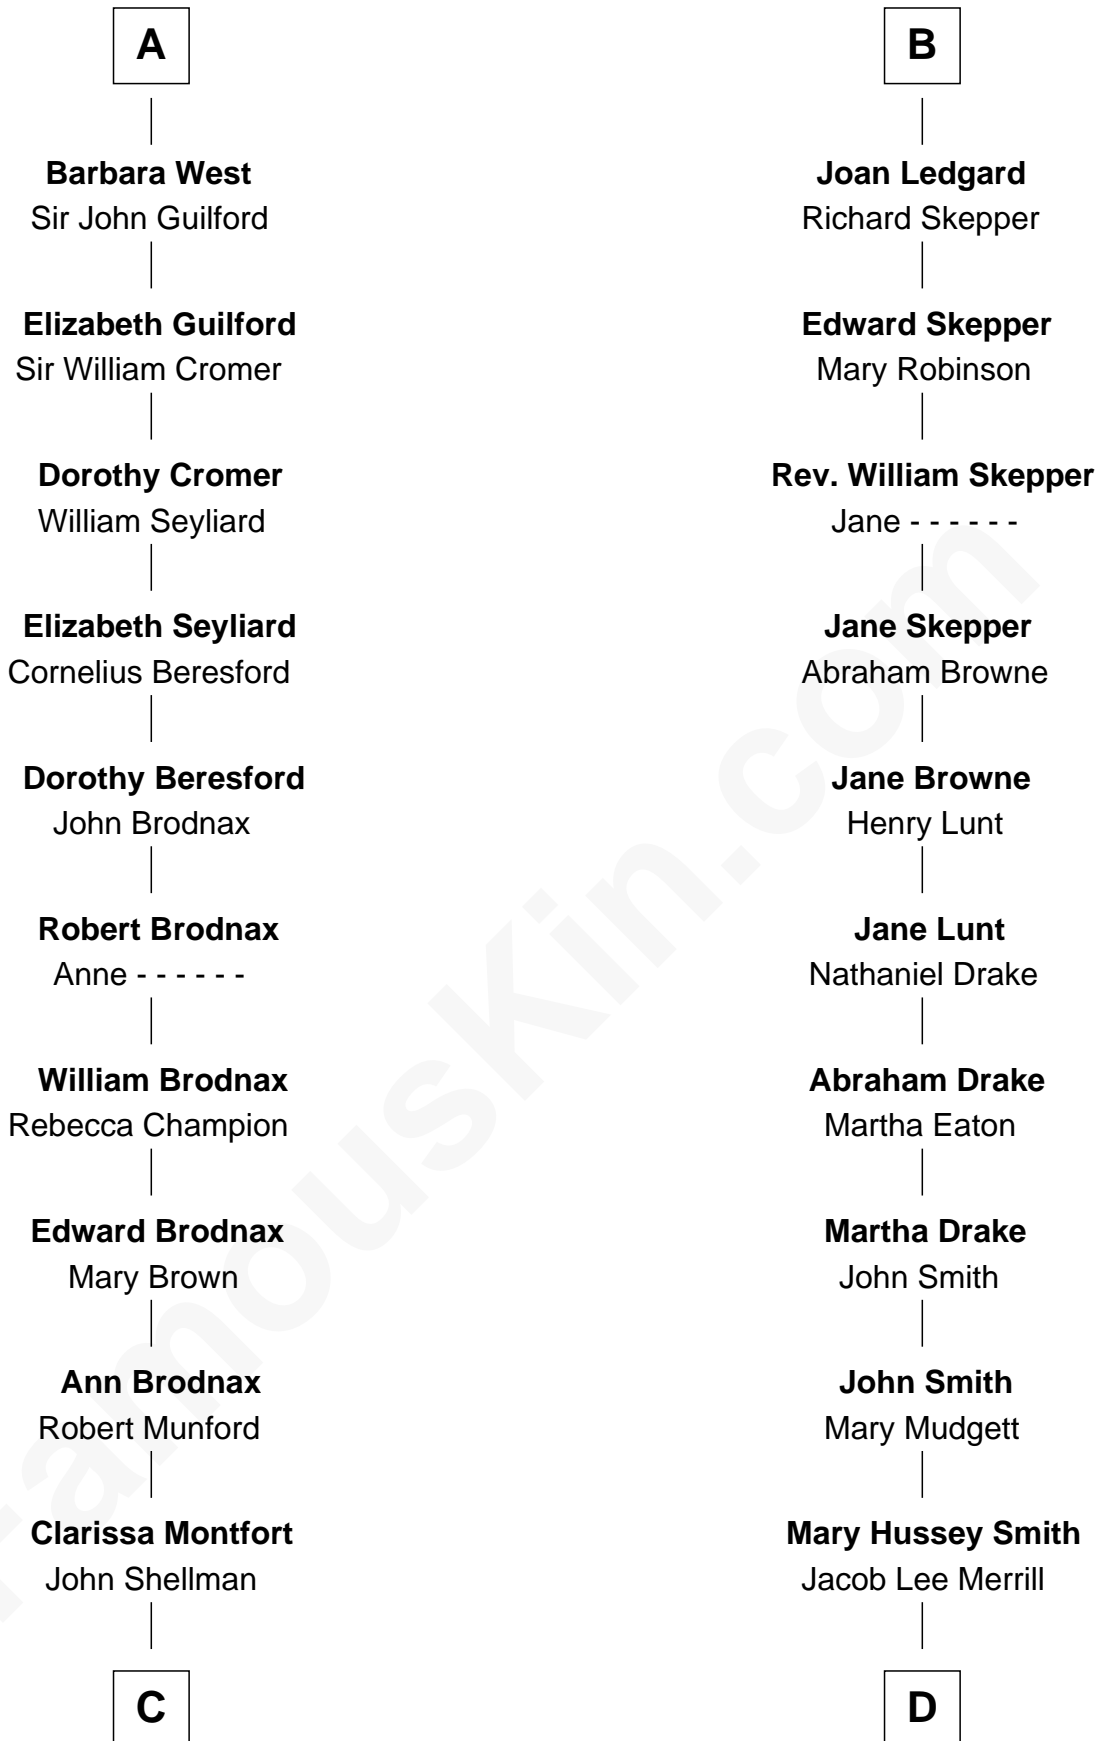 A
Barbara West
Sir John Guilford
Elizabeth Guilford
Sir William Cromer
Dorothy Cromer
William Seyliard
Elizabeth Seyliard
Cornelius Beresford
Dorothy Beresford
John Brodnax
Robert Brodnax
Anne - - - - - -
William Brodnax
Rebecca Champion
Edward Brodnax
Mary Brown
Ann Brodnax
Robert Munford
Clarissa Montfort
John Shellman
C
B
Joan Ledgard
Richard Skepper
Edward Skepper
Mary Robinson
Rev. William Skepper
Jane - - - - - -
Jane Skepper
Abraham Browne
Jane Browne
Henry Lunt
Jane Lunt
Nathaniel Drake
Abraham Drake
Martha Eaton
Martha Drake
John Smith
John Smith
Mary Mudgett
Mary Hussey Smith
Jacob Lee Merrill
D
FamousKin.com